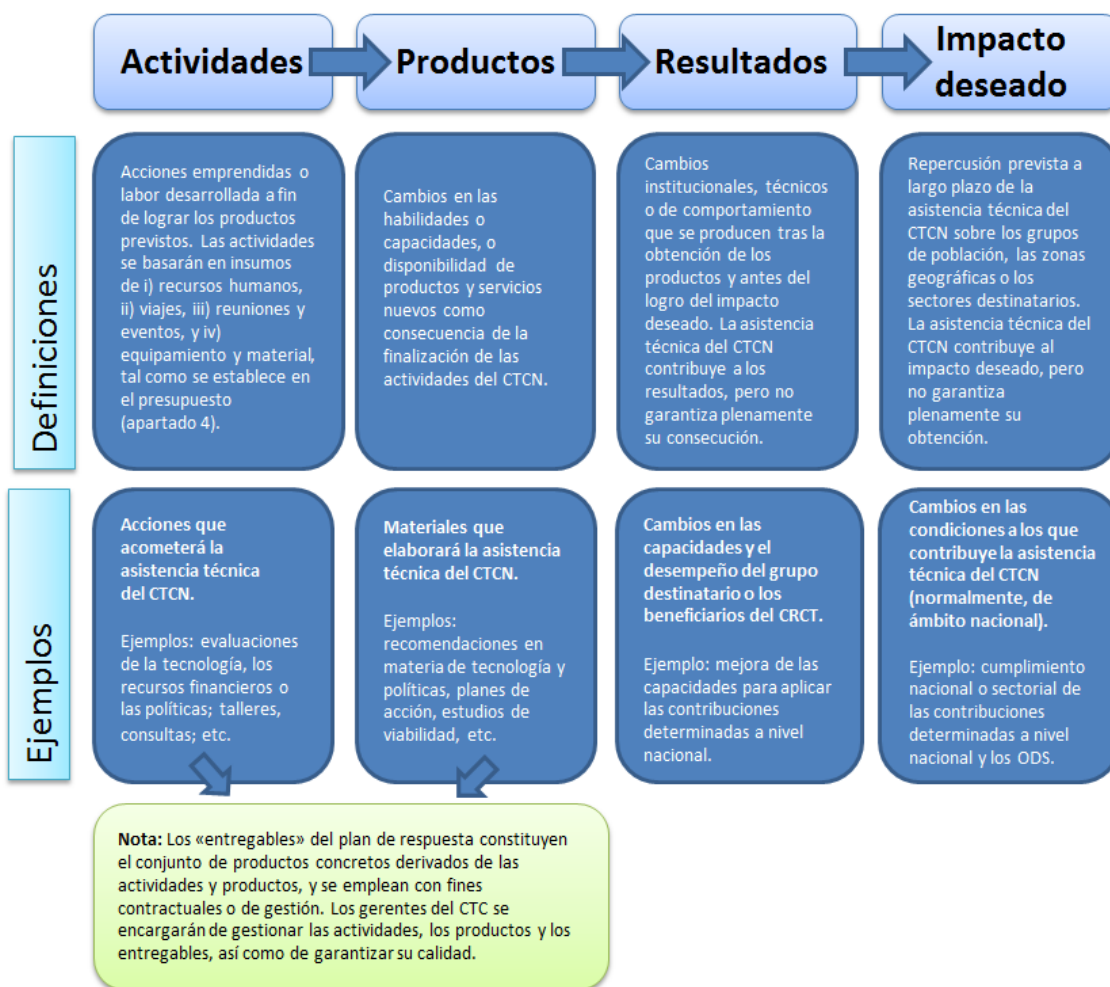 Actividades
Productos
Resultados
Impacto
deseado
Definiciones
Acciones emprendidas o
labor desarrollada a fin
de lograr los productos
previstos. Las actividades
se basarán en insumos
de i) recursos humanos,
ii) viajes, iii) reuniones y
eventos, y iv)
equipamiento y material,
tal como se establece en
el presupuesto
(apartado 4).
Cambios en las
habilidades o
capacidades, o
disponibilidad de
productos y servicios
nuevos como
consecuencia de la
finalización de las
actividades del CTCN.
Cambios
institucionales, técnicos
o de comportamiento
que se producen tras la
obtención de los
productos y antes del
logro del impacto
deseado. La asistencia
técnica del CTCN
contribuye a los
resultados, pero no
garantiza plenamente
su consecución.
Repercusión prevista a
largo plazo de la
asistencia técnica del
CTCN sobre los grupos
de población, las zonas
geográficas o los
sectores destinatarios.
La asistencia técnica del
CTCN contribuye al
impacto deseado, pero
no garantiza
plenamente su
obtención.
Ejemplos
Acciones que
acometerá la
asistencia técnica
del CTCN.
Ejemplos: evaluaciones
de la tecnología, los
recursos financieros o
las políticas; talleres,
consultas; etc.
Materiales que
elaborará la asistencia
técnica del CTCN.
Ejemplos:
recomendaciones en
materia de tecnología y
políticas, planes de
acción, estudios de
viabilidad, etc.
Cambios en las
capacidades y el
desempeño del grupo
destinatario o los
beneficiarios del CRCT.
Ejemplo: mejora de las
capacidades para aplicar
las contribuciones
determinadas a nivel
nacional.
Cambios en las
condiciones a los que
contribuye la asistencia
técnica del CTCN
(normalmente, de
ámbito nacional).
Ejemplo: cumplimiento
nacional o sectorial de
las contribuciones
determinadas a nivel
nacional y los ODS.
Nota: Los «entregables» del plan de respuesta constituyen
el conjunto de productos concretos derivados de las
actividades y productos, y se emplean con fines
contractuales o de gestión. Los gerentes del CTC se
encargarán de gestionar las actividades, los productos y los
entregables, así como de garantizar su calidad.